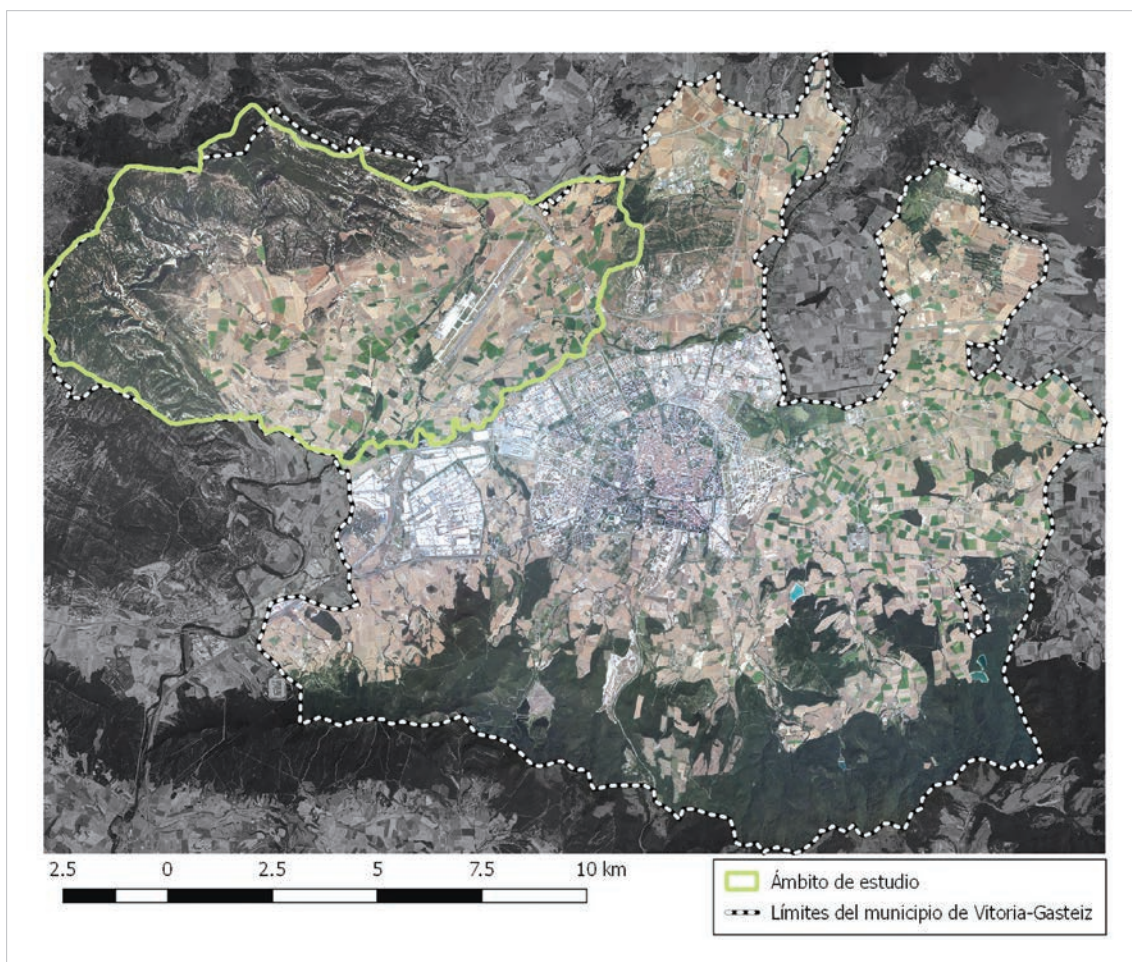 2.5 0 2.5 5 7.5 10 km
Ámbito de estudio
Límites del municipio de Vitoria-Gasteiz